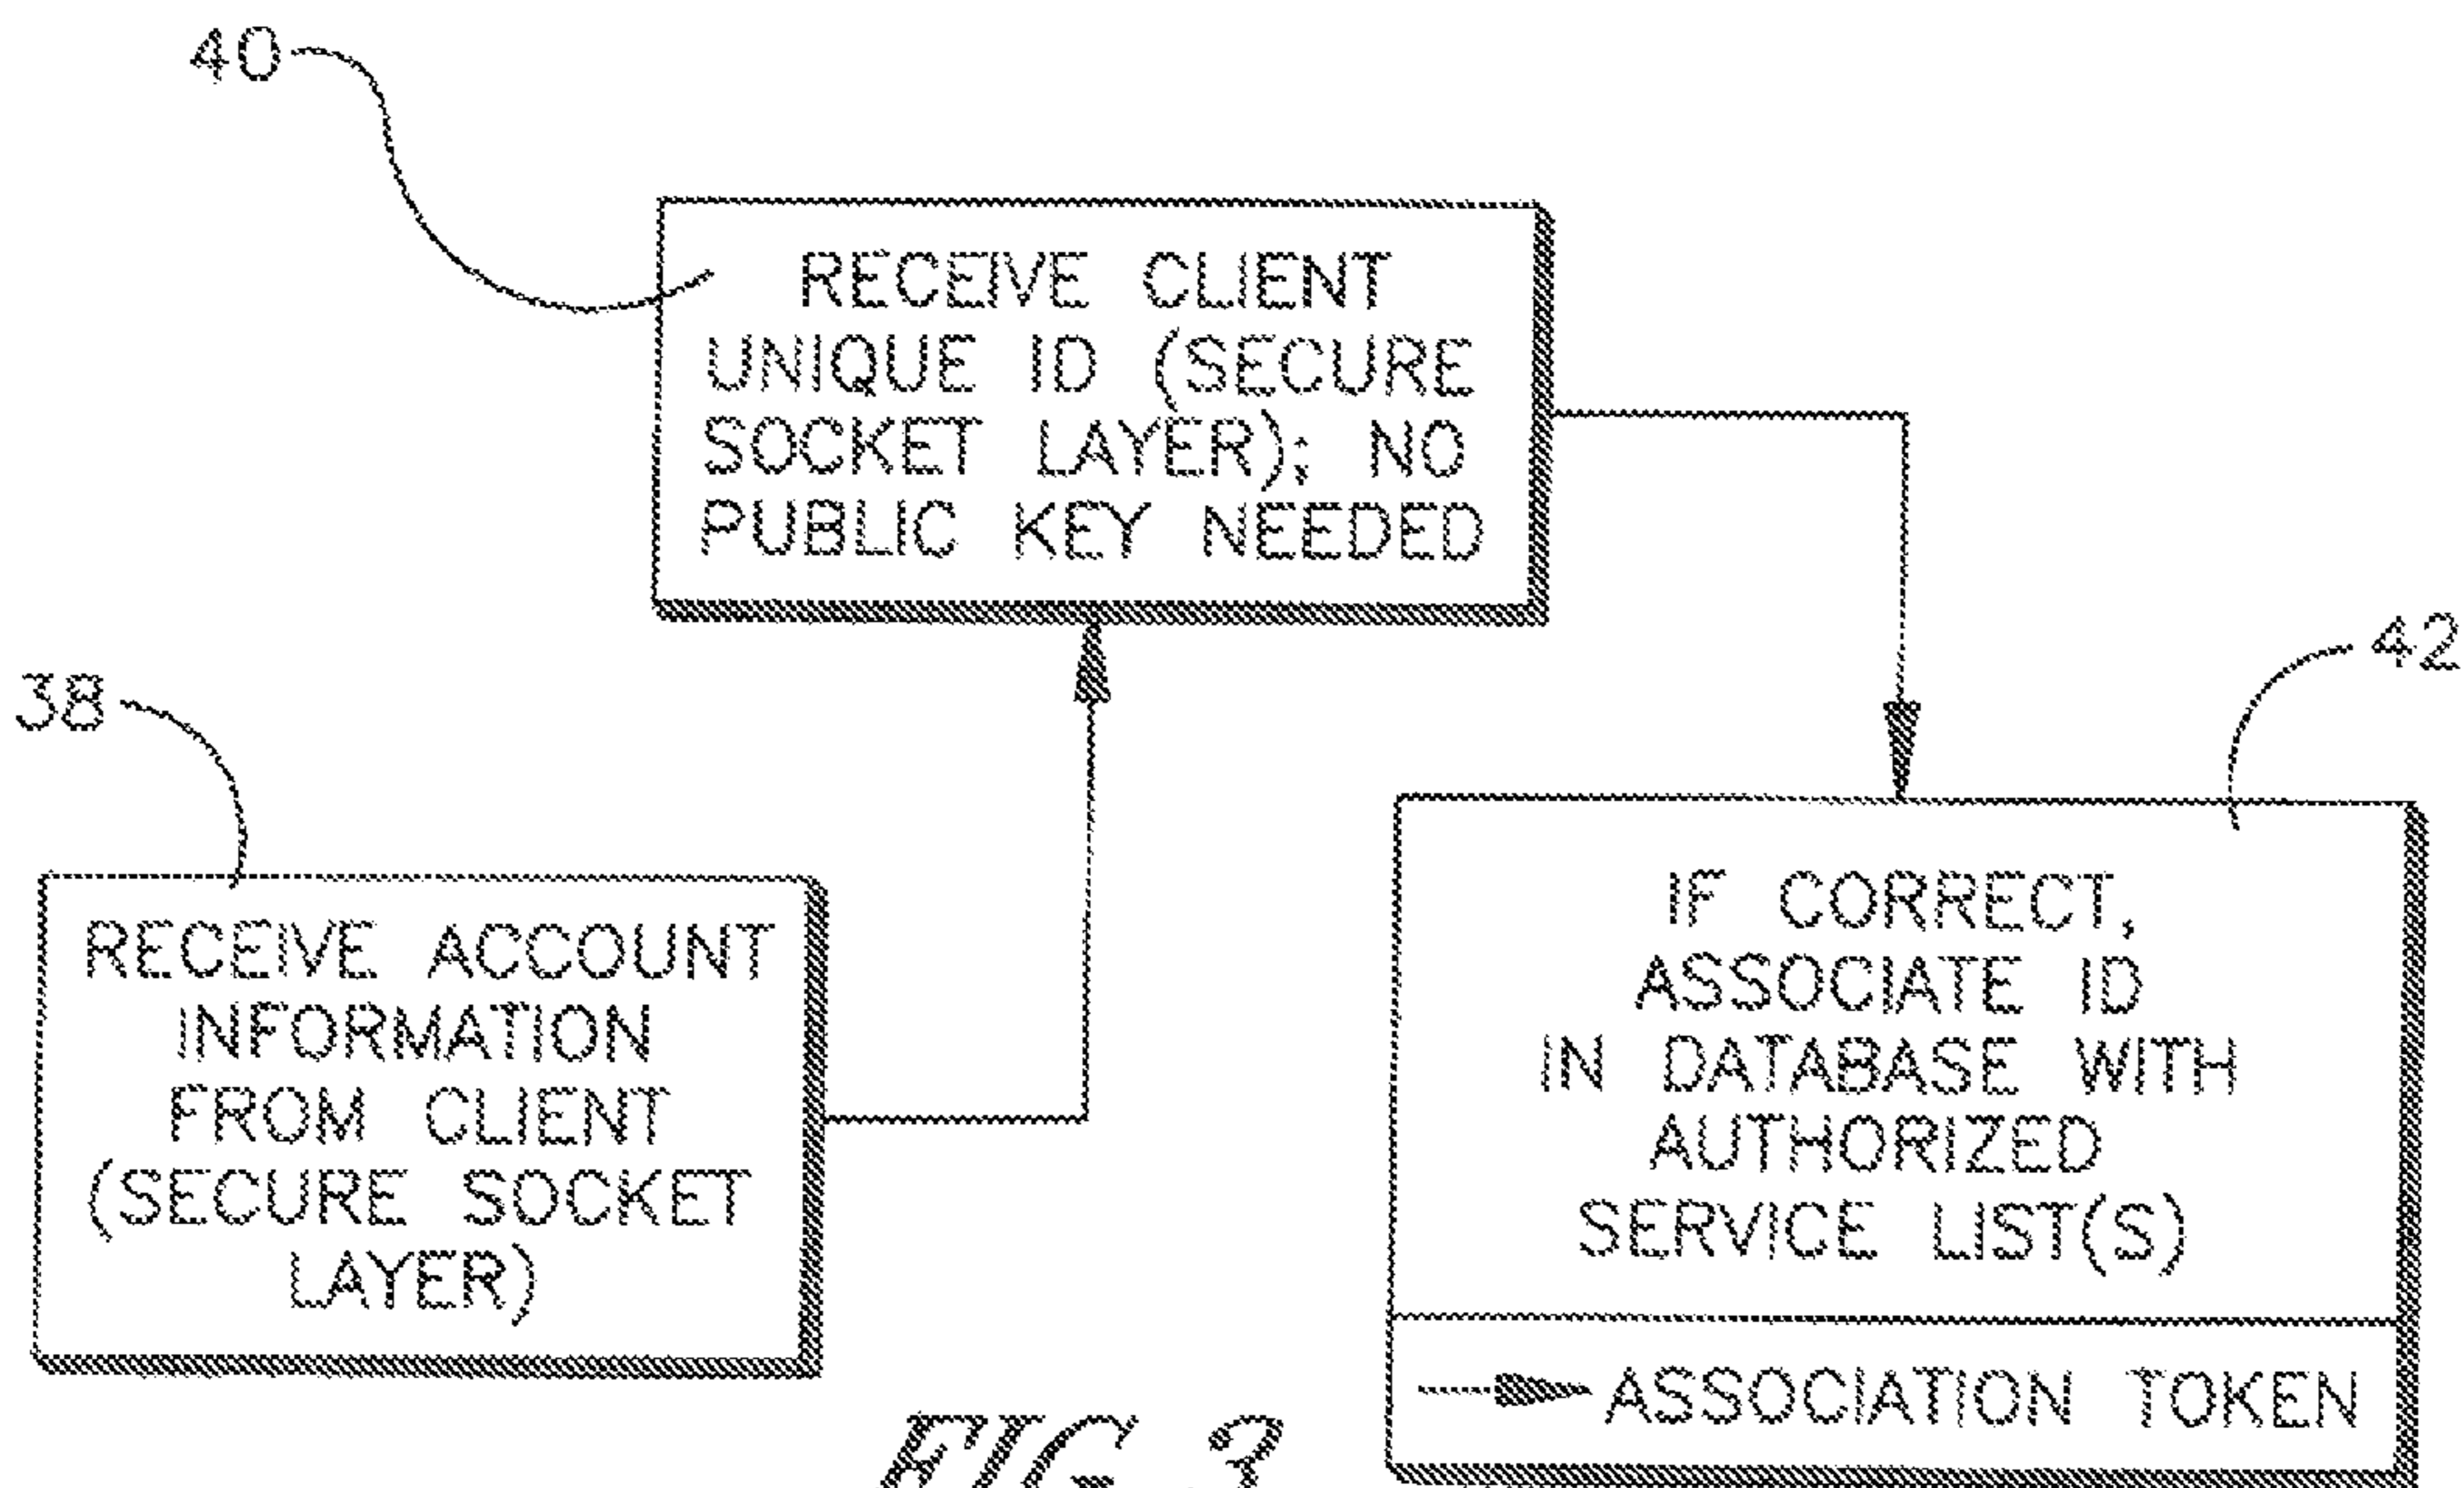 40
RECEIVE CLIENT
UNIQUE ID (SECURE
SOCKET LAYER); NO
PUBLIC KEY NEEDED
42
38
RECEIVE ACCOUNT
INFORMATION
FROM CLIENT
(SECURE SOCKET
LAYER)
IF CORRECT,
ASSOCIATE ID
IN DATABASE WITH
AUTHORIZED
SERVICE LIST(S)
ASSOCIATION TOKEN
FIG. 3